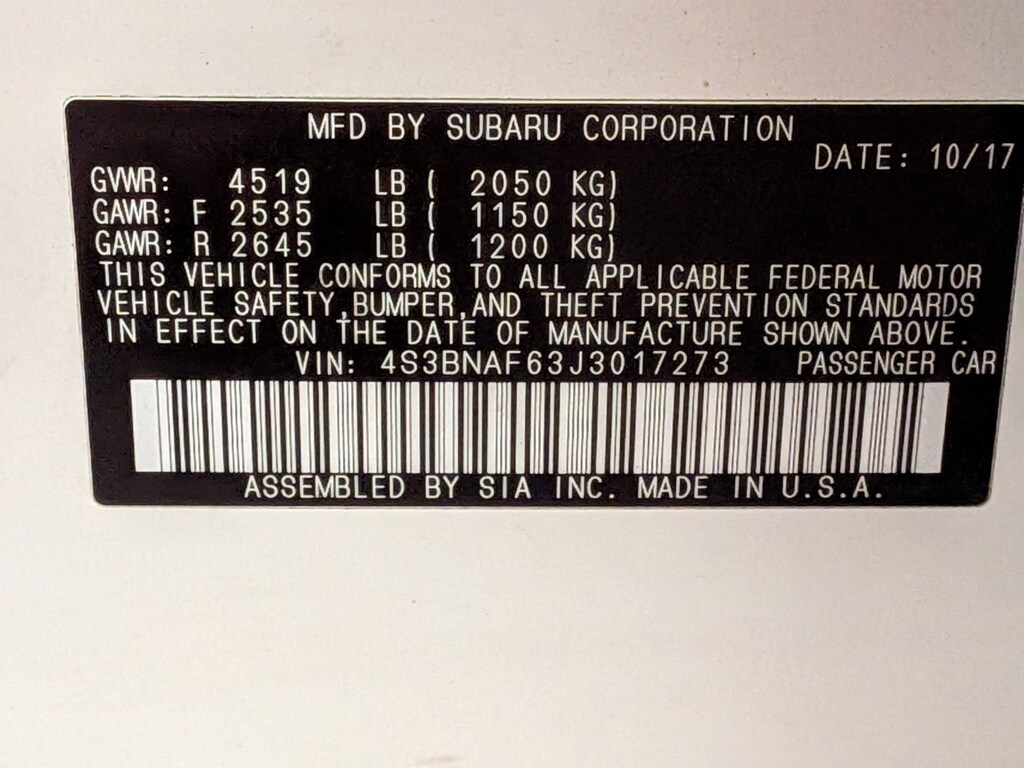 MFD BY SUBARU CORPORATION
DATE: 10/17
GVWR: 4519 LB ( 2050 KG)
GAWR: F 2535 LB ( 1150 KG)
GAWR: R 2645 LB ( 1200 KG)
THIS VEHICLE CONFORMS TO ALL APPLICABLE FEDERAL MOTOR
VEHICLE SAFETY,BUMPER,AND THEFT PREVENTION STANDARDS
IN EFFECT ON THE DATE OF MANUFACTURE SHOWN ABOVE.
VIN: 4S3BNAF63J3017273 PASSENGER CAR
ASSEMBLED BY SIA INC. MADE IN U.S.A.